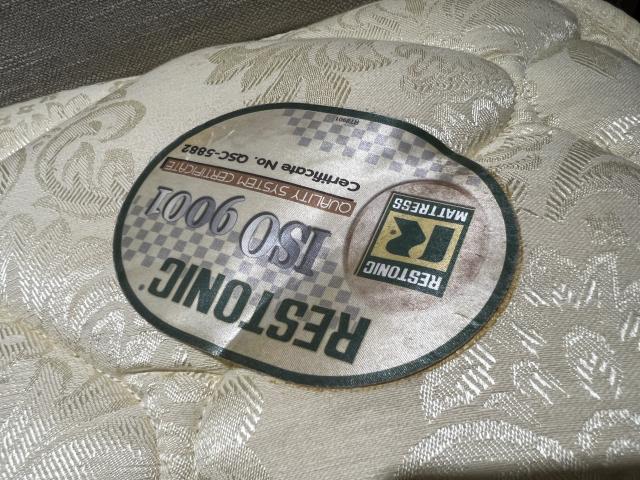 RESTONIC
ISO 9001
QUALITY SYSTEM CERTIFICATE
Certificate No. QSC-5882
RESTONIC
R
MATTRESS